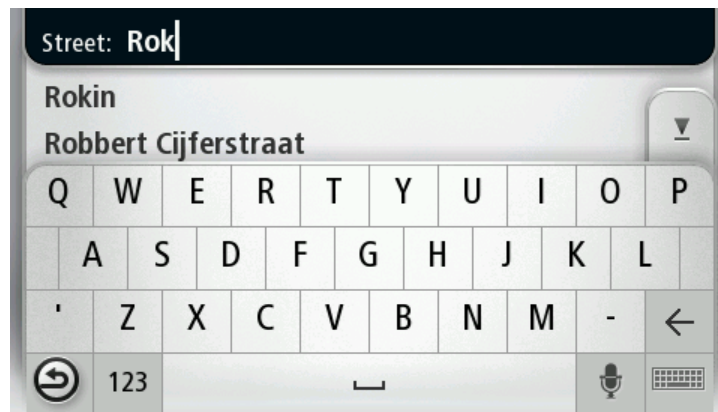 Street: Rok
Rokin
Robbert Cijferstraat
Q W E R T Y U I O P
A S D F G H J K L
' Z X C V B N M -
123